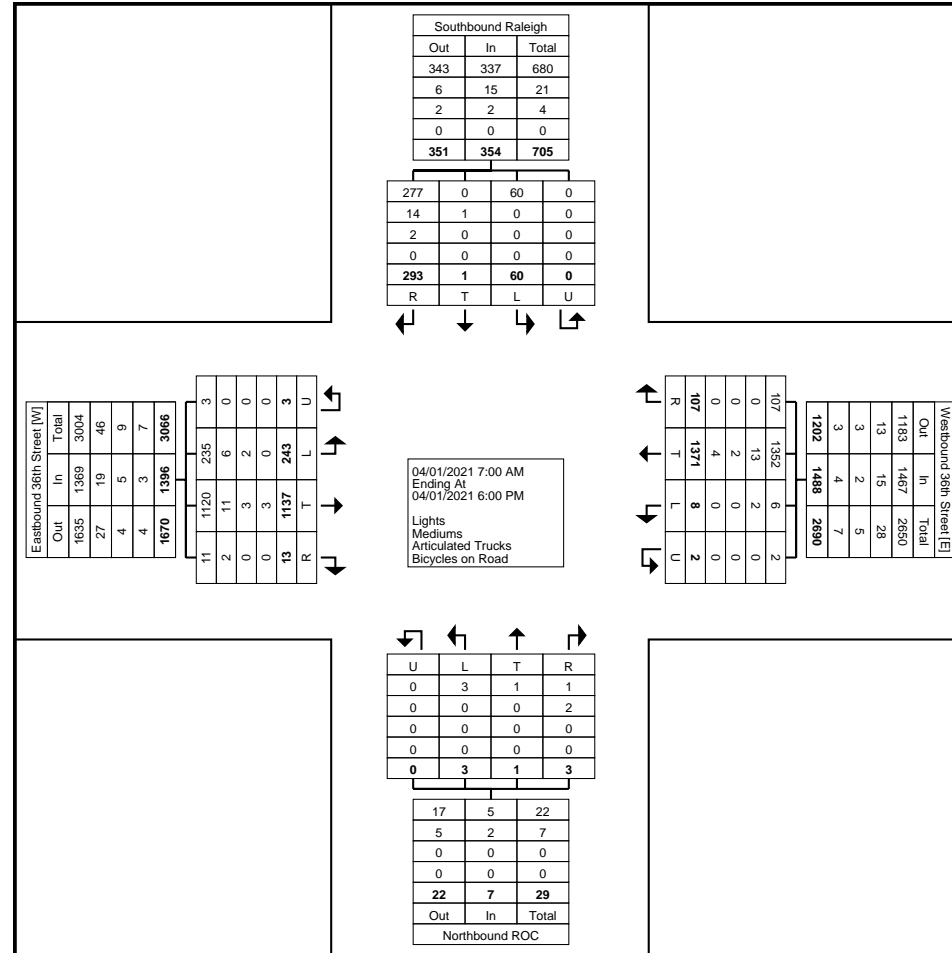 Southbound Raleigh
Out In Total
343 337 680
6 15 21
2 2 4
0 0 0
351 354 705
277 0 60 0
14 1 0 0
2 0 0 0
0 0 0 0
293 1 60 0
R T L U
Eastbound 36th Street [W]
Total In Out
3004 1369 1635
46 19 27
9 5 4
7 3 4
3066 1396 1670
3 235 1120 11
0 6 11 2
0 2 3 0
0 0 3 0
3 243 1137 13
U L T R
04/01/2021 7:00 AM
Ending At
04/01/2021 6:00 PM
Lights
Mediums
Articulated Trucks
Bicycles on Road
R T L U
107 1371 8 2
0 4 0 0
0 2 0 0
0 13 2 0
107 1352 6 2
Westbound 36th Street [E]
Out In Total
1183 1467 2650
13 15 28
3 2 5
3 4 7
1202 1488 2690
U L T R
0 3 1 1
0 0 0 2
0 0 0 0
0 0 0 0
0 3 1 3
17 5 22
5 2 7
0 0 0
0 0 0
22 7 29
Out In Total
Northbound ROC